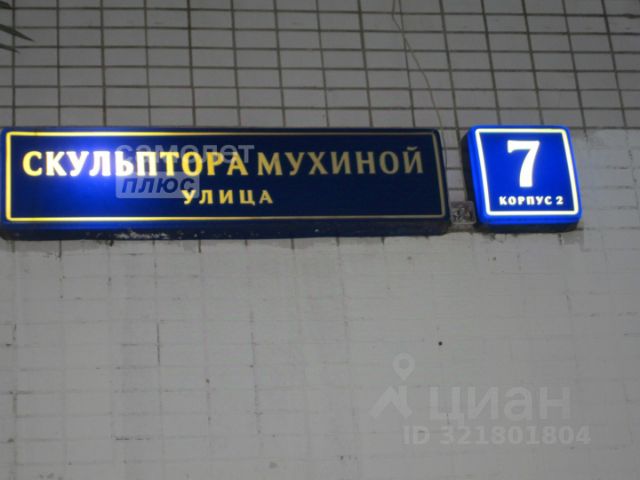 самолет
плюс
СКУЛЬПТОРА МУХИНОЙ
УЛИЦА
7
КОРПУС 2
циан
ID 321801804